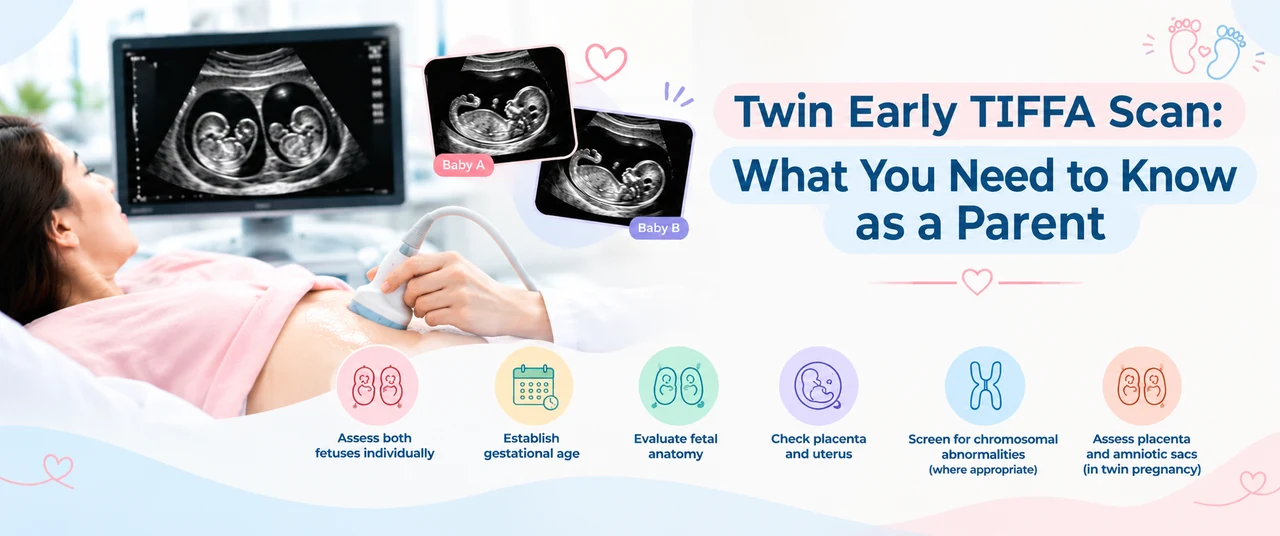 Baby A
Baby B
Twin Early TIFFA Scan:
What You Need to Know
as a Parent
Assess both
fetuses individually
Establish
gestational age
Evaluate fetal
anatomy
Check placenta
and uterus
Screen for chromosomal
abnormalities
(where appropriate)
Assess placenta
and amniotic sacs
(in twin pregnancy)